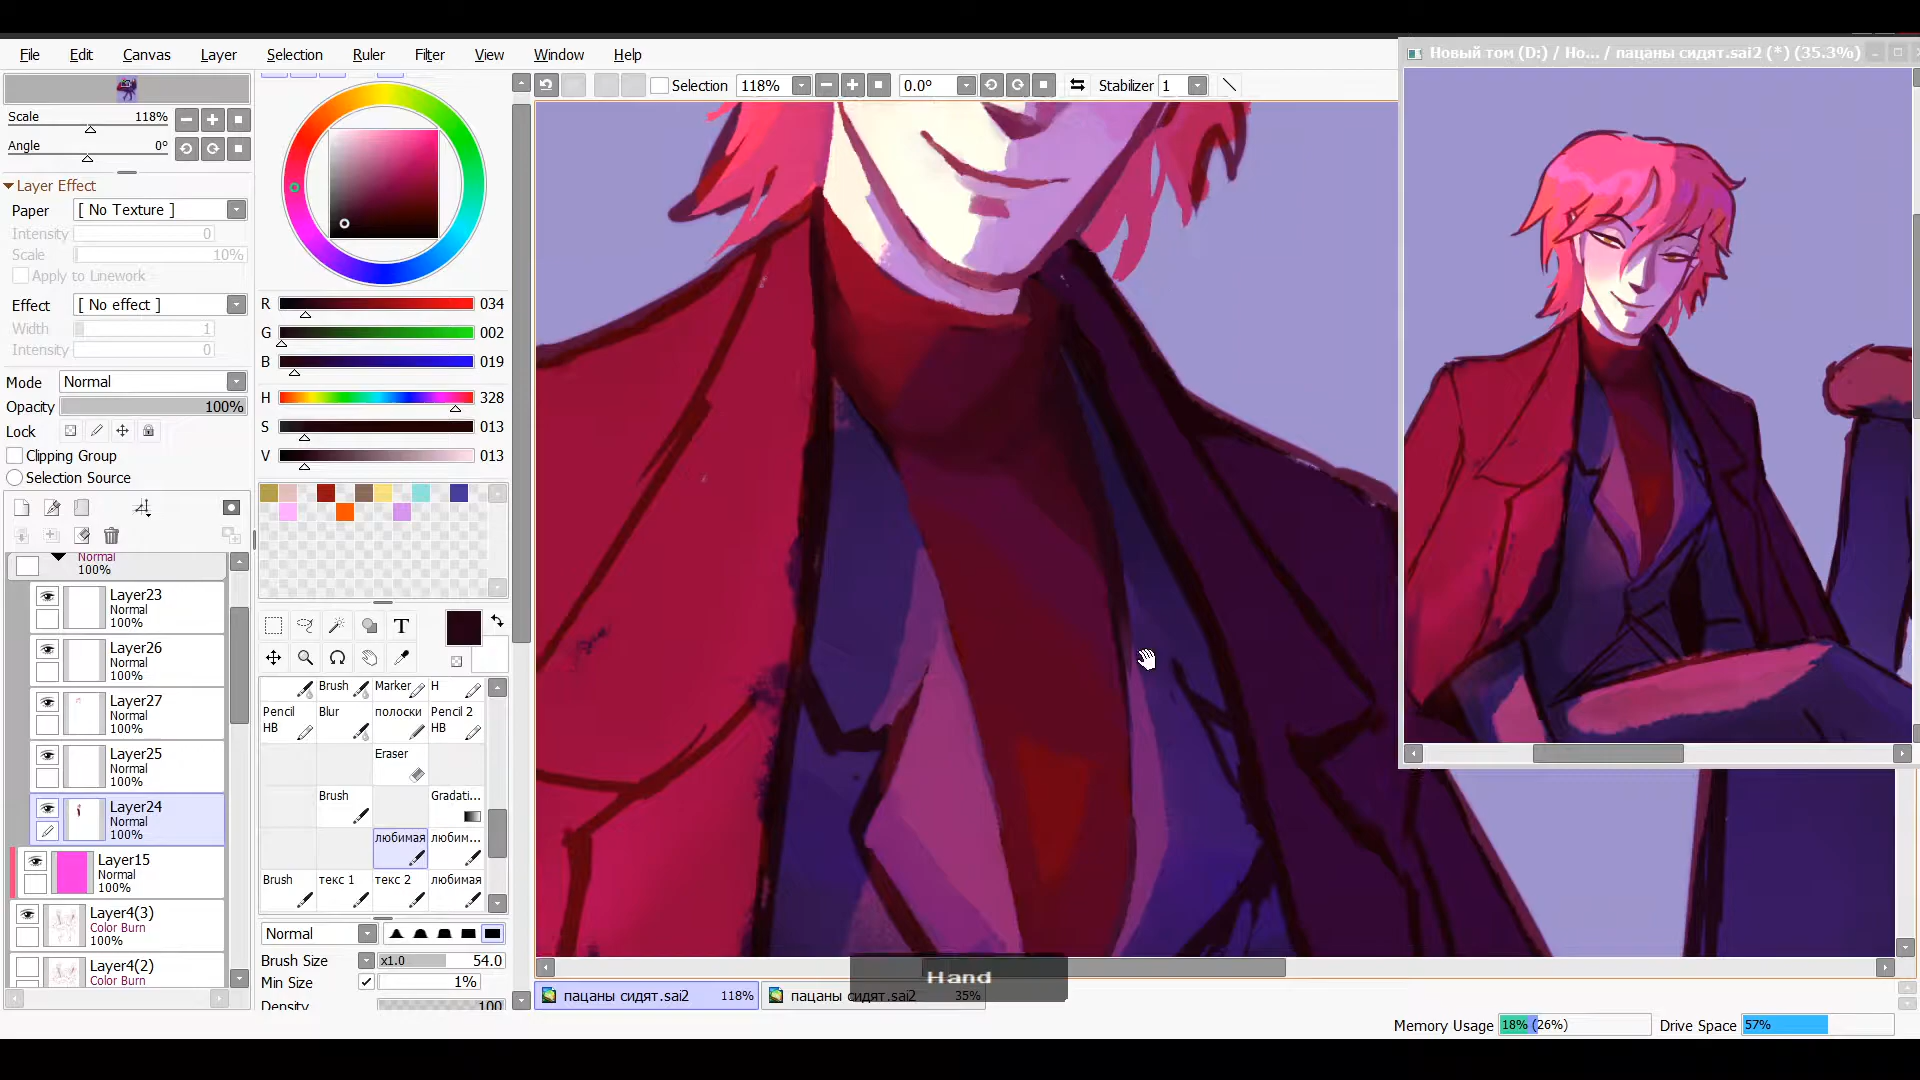 Новый том (D:) / Но... / пацаны сидят.sai2 (*) (35.3%)
File Edit Canvas Layer Selection Ruler Filter View Window Help
Selection 118% 0.0º Stabilizer 1
Scale 118%
Angle 0º
Layer Effect
Paper [ No Texture ]
Intensity 0
Scale 10%
Apply to Linework
Effect [ No effect ]
Width 1
Intensity 0
Mode Normal
Opacity 100%
Lock
Clipping Group
Selection Source
Normal
100%
Layer23
Normal
100%
Layer26
Normal
100%
Layer27
Normal
100%
Layer25
Normal
100%
Layer24
Normal
100%
Layer15
Normal
100%
Layer4(3)
Color Burn
100%
Layer4(2)
Color Burn
R 034
G 002
B 019
H 328
S 013
V 013
T
Brush Marker H
Pencil HB Blur полоски Pencil 2 HB
Eraser
Brush Gradati...
любимая любим...
Brush текс 1 текс 2 любимая
Normal
Brush Size x1.0 54.0
Min Size 1%
Density 100
Hand
пацаны сидят.sai2 118% пацаны сидят.sai2 35%
Memory Usage 18% (26%) Drive Space 57%